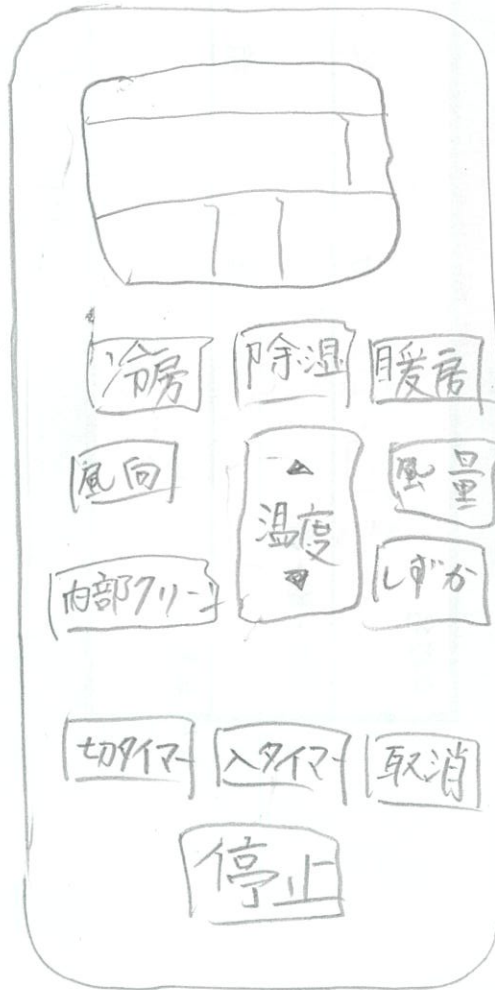 冷房 除湿 暖房
風向 ▲ 風量
温度
▼ しずか
内部クリーン
切タイマー 入タイマー 取消
停止